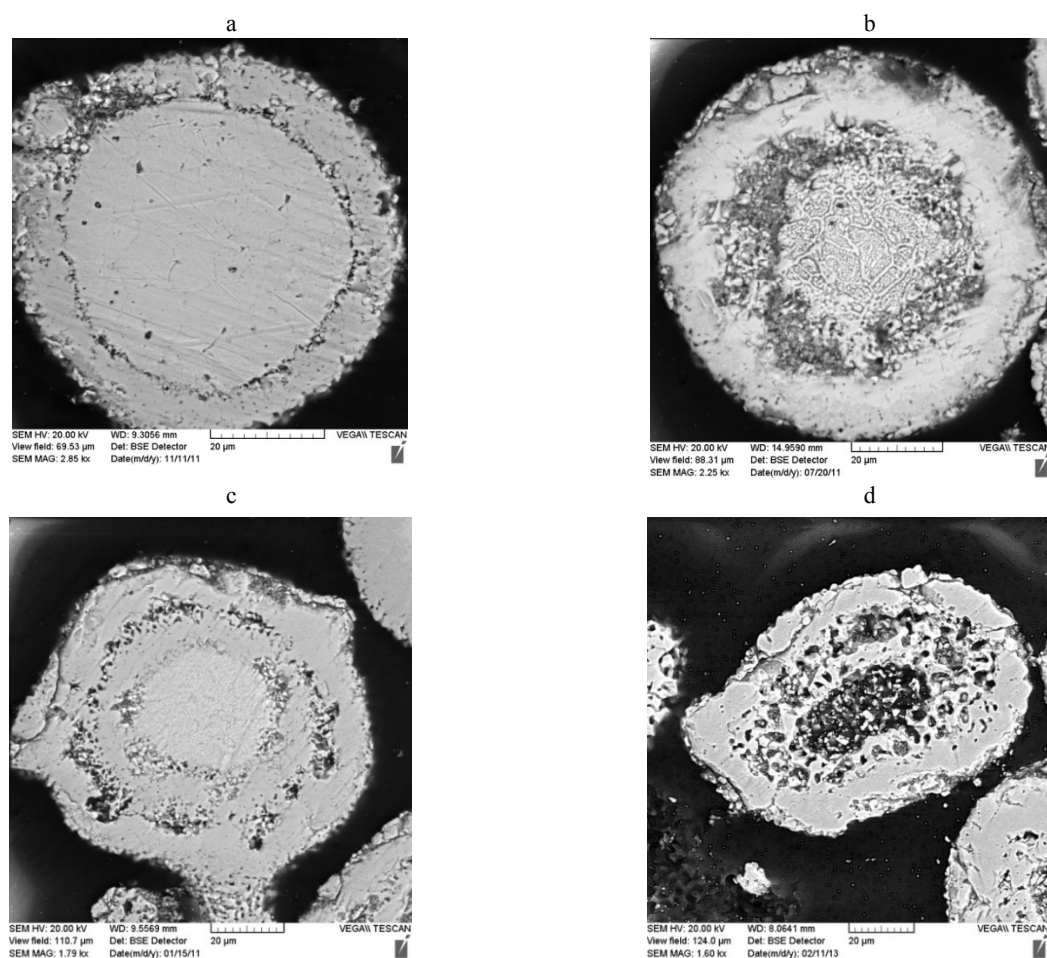 a
SEM HV: 20.00 kV WD: 9.3056 mm
View field: 69.53 µm Det: BSE Detector 20 µm VEGA\\ TESCAN
SEM MAG: 2.85 kx Date(m/d/y): 11/11/11
b
SEM HV: 20.00 kV WD: 14.9590 mm
View field: 88.31 µm Det: BSE Detector 20 µm VEGA\\ TESCAN
SEM MAG: 2.25 kx Date(m/d/y): 07/20/11
c
SEM HV: 20.00 kV WD: 9.5569 mm
View field: 110.7 µm Det: BSE Detector 20 µm VEGA\\ TESCAN
SEM MAG: 1.79 kx Date(m/d/y): 01/15/11
d
SEM HV: 20.00 kV WD: 8.0641 mm
View field: 124.0 µm Det: BSE Detector 20 µm VEGA\\ TESCAN
SEM MAG: 1.60 kx Date(m/d/y): 02/11/13